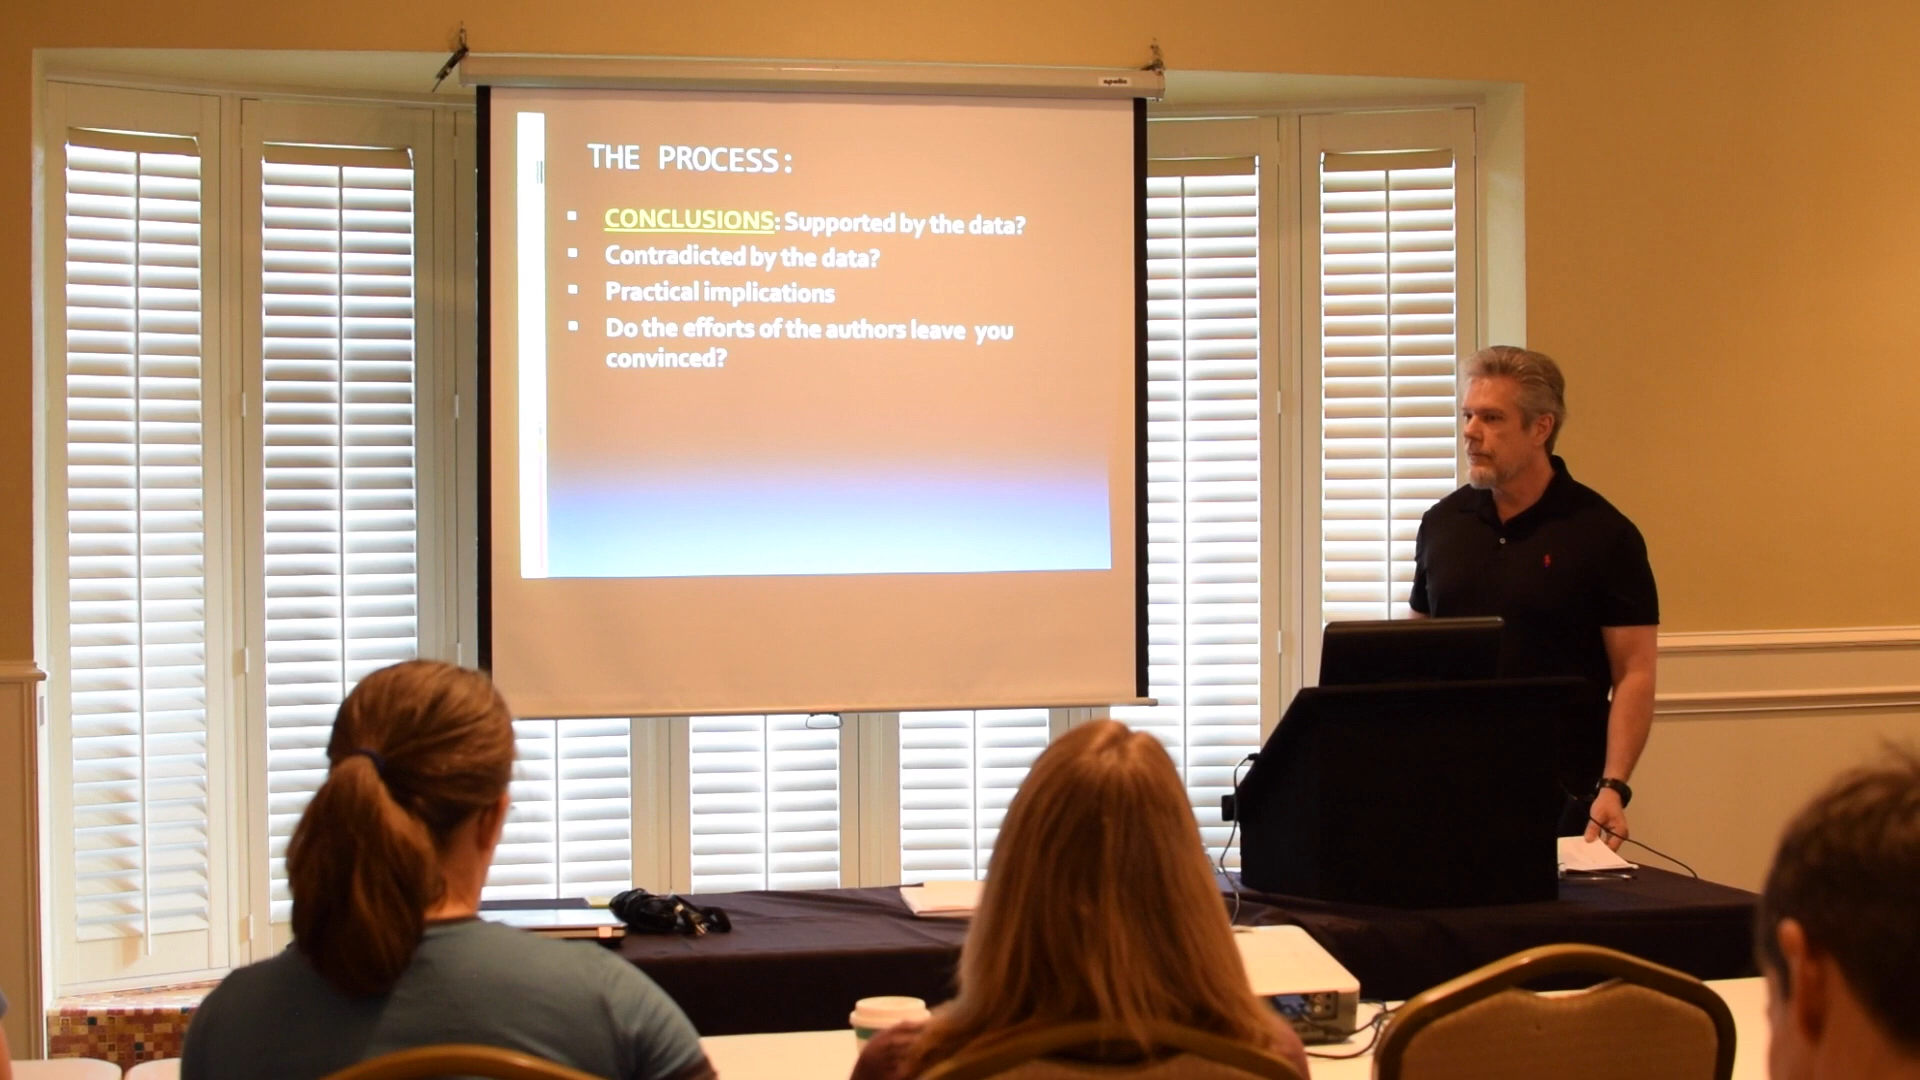 apollo
THE PROCESS:
CONCLUSIONS: Supported by the data?
Contradicted by the data?
Practical implications
Do the efforts of the authors leave you
convinced?